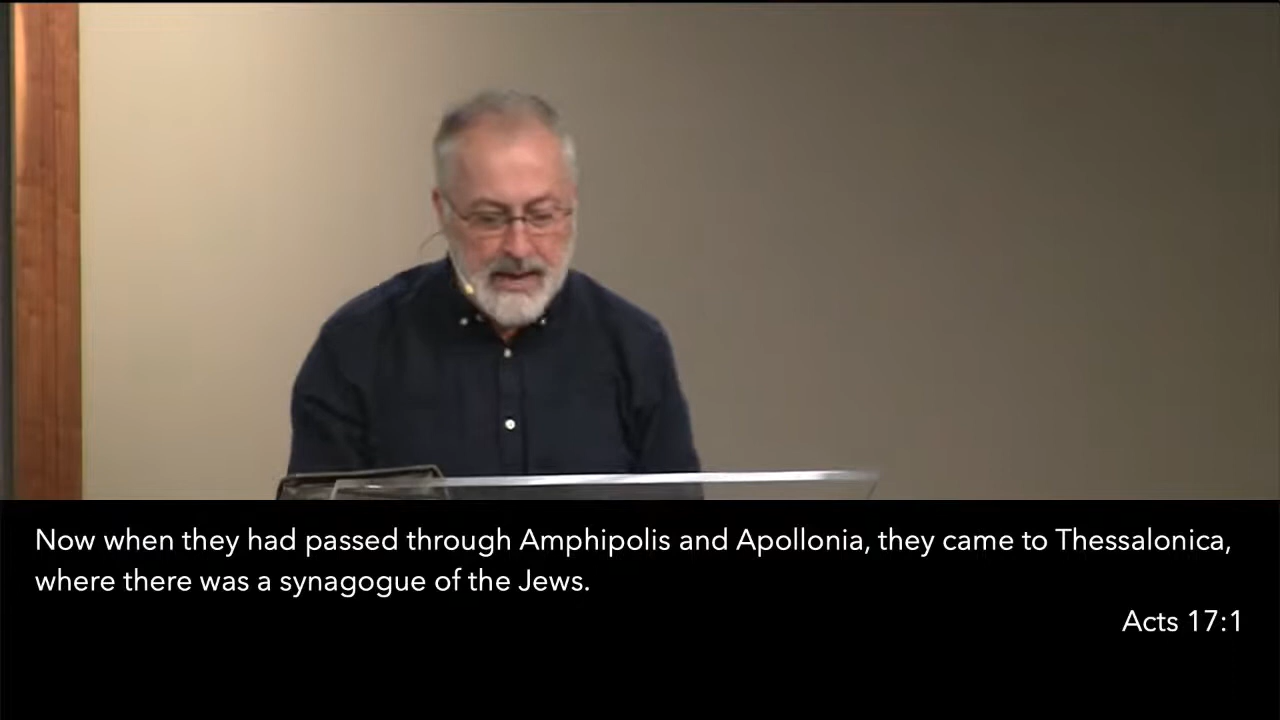 Now when they had passed through Amphipolis and Apollonia, they came to Thessalonica,
where there was a synagogue of the Jews.
Acts 17:1